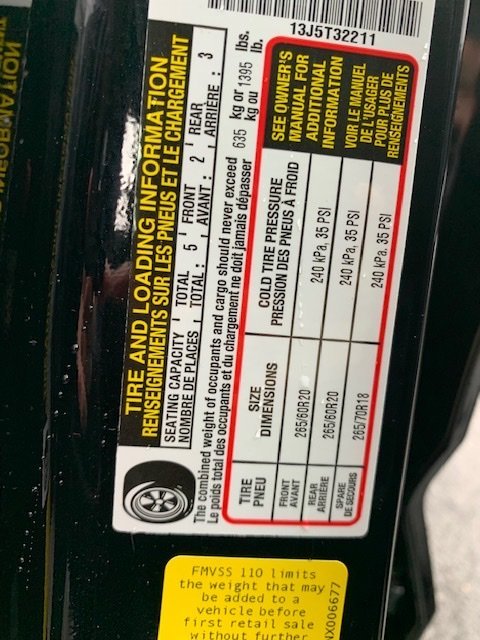 TIRE AND LOADING INFORMATION
RENSEIGNEMENTS SUR LES PNEUS ET LE CHARGEMENT
SEATING CAPACITY TOTAL 5 FRONT 2 REAR 3
NOMBRE DE PLACES TOTAL : AVANT : ARRIÈRE :
The combined weight of occupants and cargo should never exceed 635 kg or 1395 lbs.
Le poids total des occupants et du chargement ne doit jamais dépasser kg ou lb.
TIRE SIZE COLD TIRE PRESSURE
PNEU DIMENSIONS PRESSION DES PNEUS À FROID
FRONT 265/60R20 240 kPa, 35 PSI
AVANT
REAR 265/60R20 240 kPa, 35 PSI
ARRIÈRE
SPARE 265/70R18 240 kPa, 35 PSI
DE SECOURS
SEE OWNER'S
MANUAL FOR
ADDITIONAL
INFORMATION
VOIR LE MANUEL
DE L'USAGER
POUR PLUS DE
RENSEIGNEMENTS
13J5T32211
FMVSS 110 limits
the weight that may
be added to a
vehicle before
first retail sale
without further
NX006677